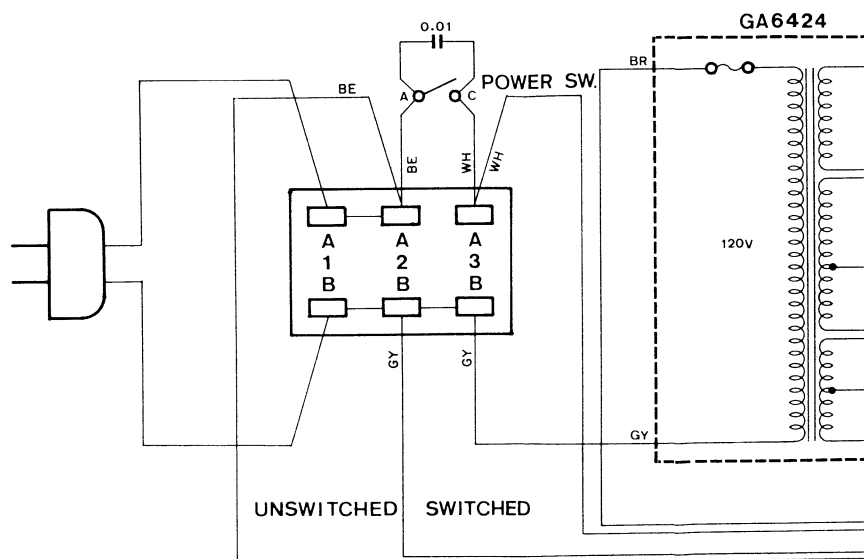 GA6424
0.01
BR
POWER SW.
BE
A
C
BE
WH
WH
A A A
1 2 3
B B B
120V
GY
GY
GY
UNSWITCHED SWITCHED